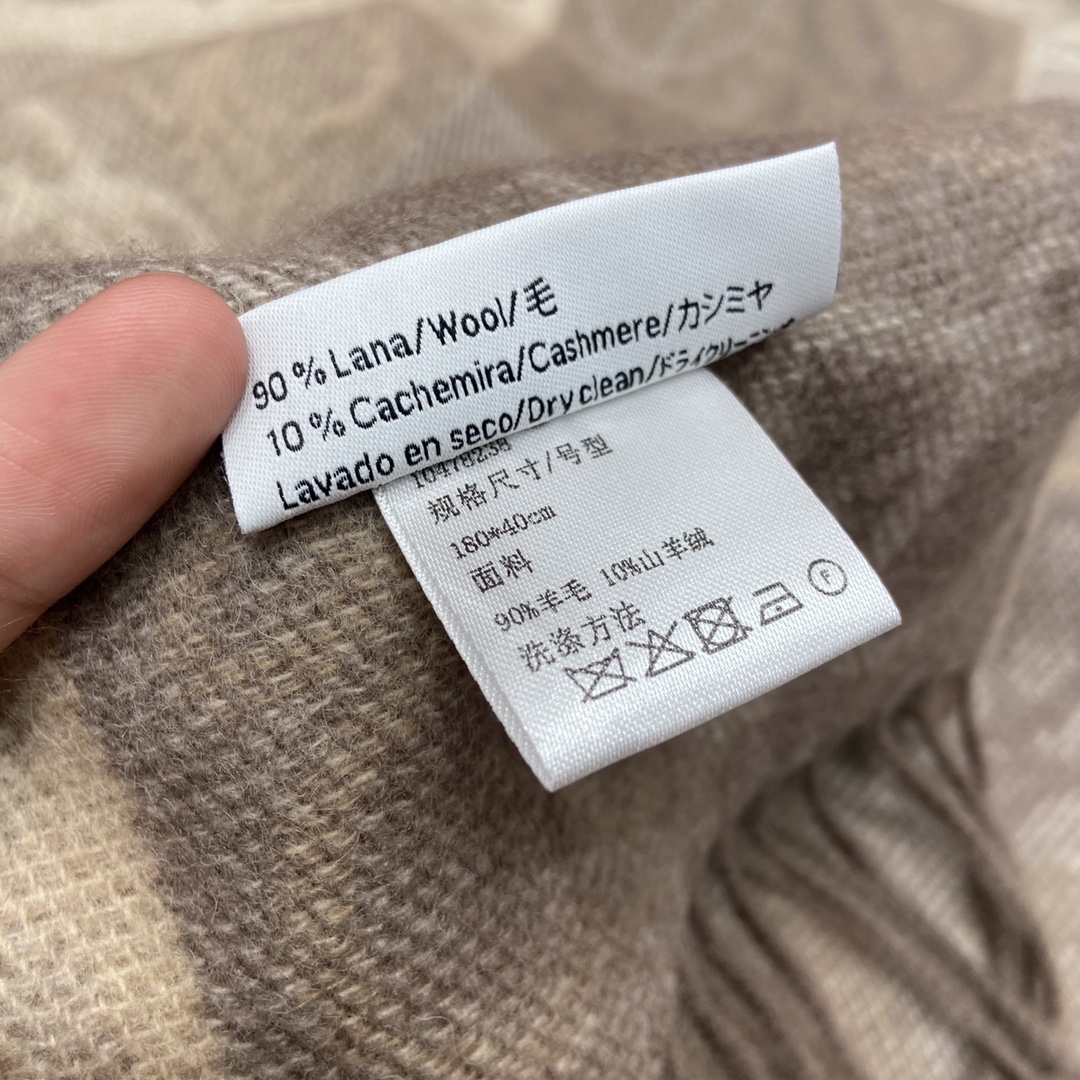 90 % Lana/Wool/毛
10 % Cachemira/Cashmere/カシミヤ
Lavado en seco/Dry clean/ドライクリーニング
10478238
规格尺寸/号型
180*40cm
面料
90%羊毛 10%山羊绒
洗涤方法
F